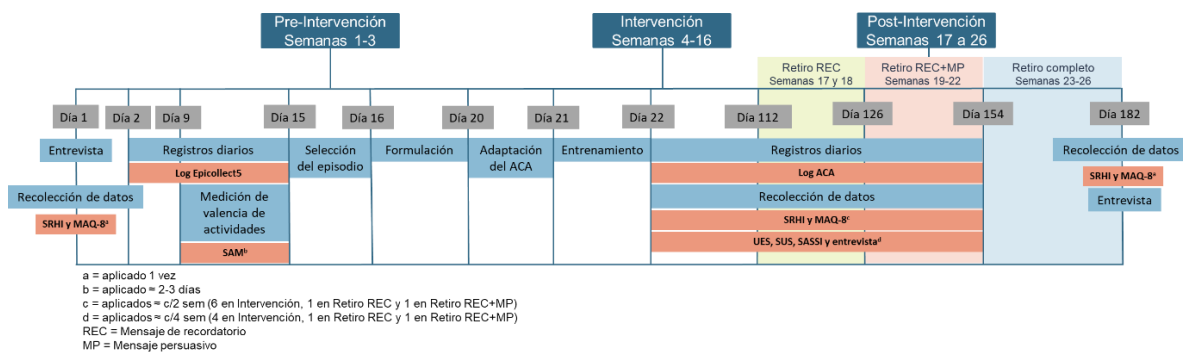 Pre-Intervención
Semanas 1-3
Intervención
Semanas 4-16
Post-Intervención
Semanas 17 a 26
Retiro REC
Semanas 17 y 18
Retiro REC+MP
Semanas 19-22
Retiro completo
Semanas 23-26
Día 1
Día 2
Día 9
Día 15
Día 16
Día 20
Día 21
Día 22
Día 112
Día 126
Día 154
Día 182
Entrevista
Recolección de datos
SRHI y MAQ-8ᵃ
Registros diarios
Log Epicollect5
Medición de
valencia de
actividades
SAMᵇ
Selección
del episodio
Formulación
Adaptación
del ACA
Entrenamiento
Registros diarios
Log ACA
Recolección de datos
SRHI y MAQ-8ᶜ
UES, SUS, SASSI y entrevistaᵈ
Recolección de datos
SRHI y MAQ-8ᵃ
Entrevista
a = aplicado 1 vez
b = aplicado ≈ 2-3 días
c = aplicados ≈ c/2 sem (6 en Intervención, 1 en Retiro REC y 1 en Retiro REC+MP)
d = aplicados ≈ c/4 sem (4 en Intervención, 1 en Retiro REC y 1 en Retiro REC+MP)
REC = Mensaje de recordatorio
MP = Mensaje persuasivo